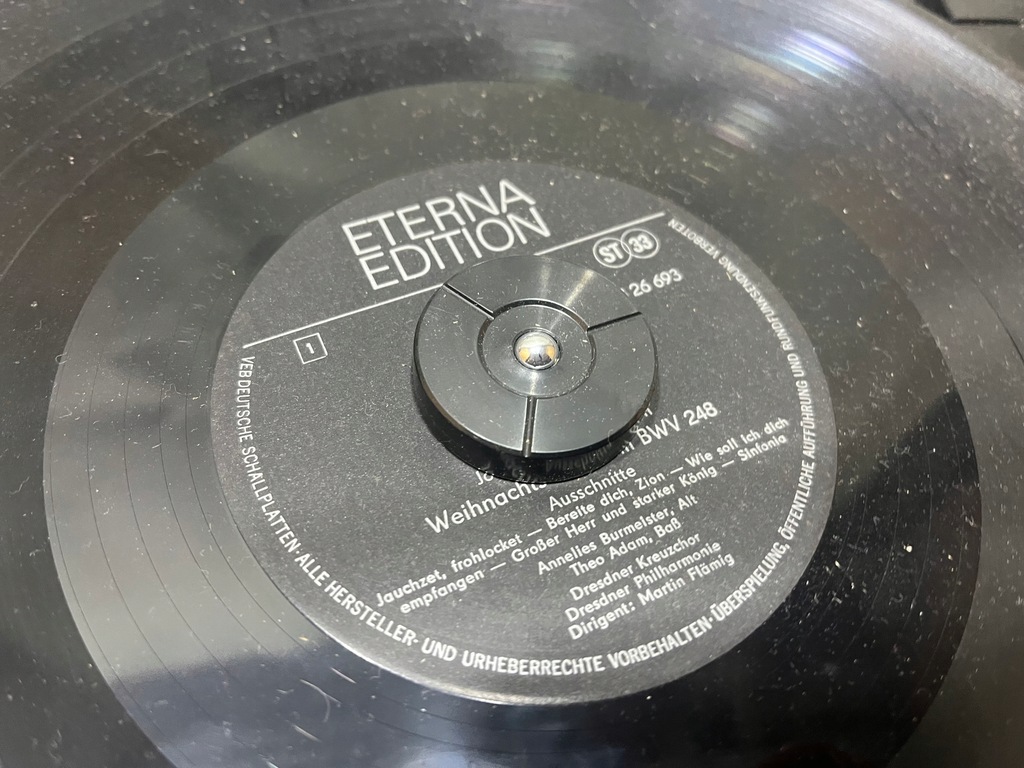 ETERNA
EDITION
ST 33
26 693
1
BWV 248
Ausschnitte
Jauchzet, frohlocket — Bereite dich, Zion — Wie soll ich dich
empfangen — Großer Herr und starker König — Sinfonia
Annelies Burmeister, Alt
Theo Adam, Baß
Dresdner Kreuzchor
Dresdner Philharmonie
Dirigent: Martin Flämig
VEB DEUTSCHE SCHALLPLATTEN·ALLE HERSTELLER- UND URHEBERRECHTE VORBEHALTEN·ÜBERSPIELUNG, ÖFFENTLICHE AUFFÜHRUNG UND RUNDFUNKSENDUNG VERBOTEN